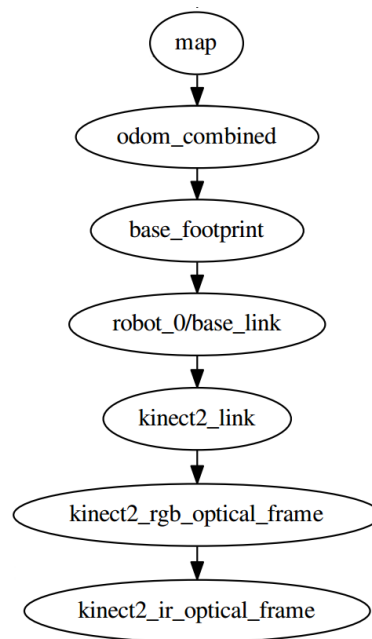 map
odom_combined
base_footprint
robot_0/base_link
kinect2_link
kinect2_rgb_optical_frame
kinect2_ir_optical_frame